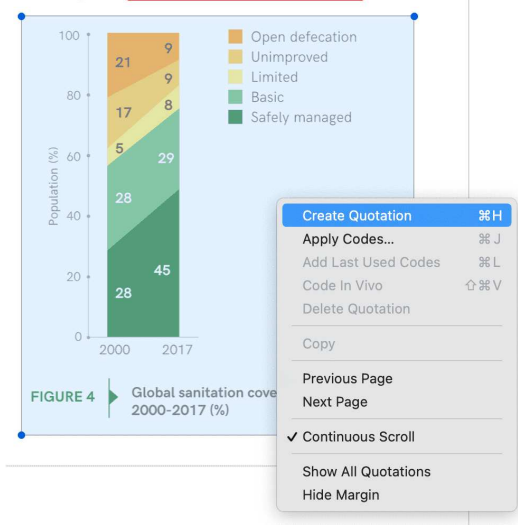 100
80
60
40
20
0
Population (%)
21
17
5
28
28
9
9
8
29
45
2000 2017
Open defecation
Unimproved
Limited
Basic
Safely managed
FIGURE 4
Global sanitation cove
2000-2017 (%)
Create Quotation ⌘H
Apply Codes... ⌘J
Add Last Used Codes ⌘L
Code In Vivo ⇧⌘V
Delete Quotation
Copy
Previous Page
Next Page
✓ Continuous Scroll
Show All Quotations
Hide Margin